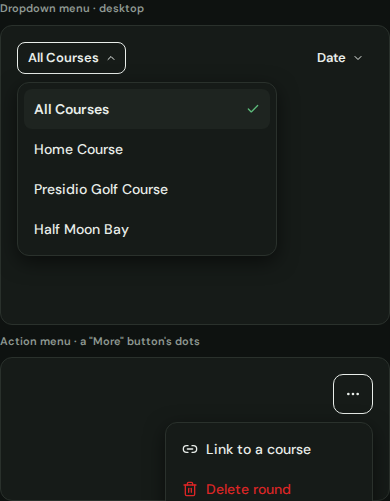 Dropdown menu · desktop
All Courses
Date
All Courses
Home Course
Presidio Golf Course
Half Moon Bay
Action menu · a "More" button's dots
Link to a course
Delete round